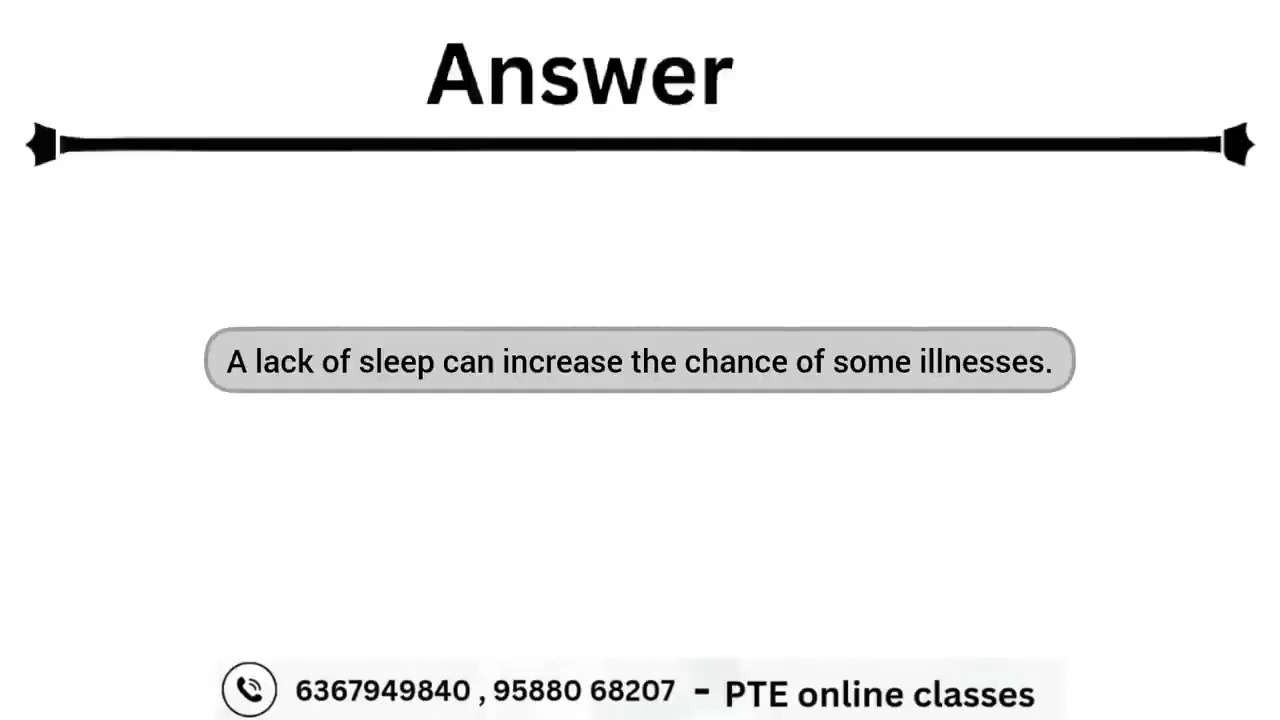 Answer
A lack of sleep can increase the chance of some illnesses.
6367949840 , 95880 68207 - PTE online classes